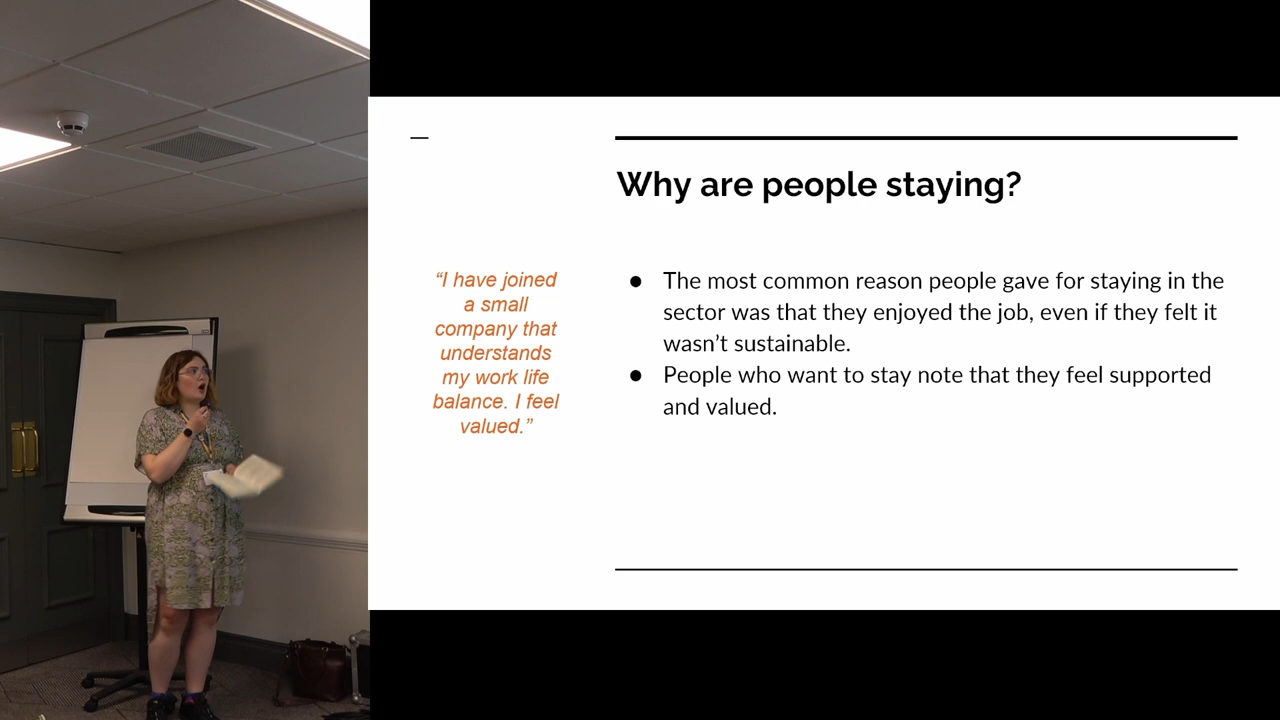 Why are people staying?
“I have joined
a small
company that
understands
my work life
balance. I feel
valued.”
● The most common reason people gave for staying in the
sector was that they enjoyed the job, even if they felt it
wasn’t sustainable.
● People who want to stay note that they feel supported
and valued.